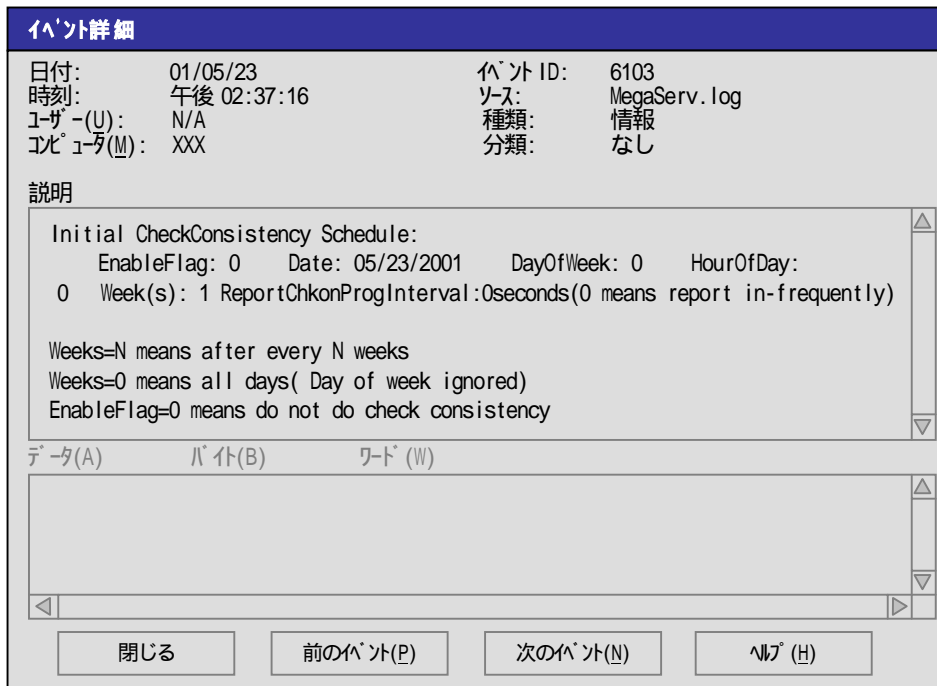 イベント詳細
日付: 01/05/23 イベント ID: 6103
時刻: 午後 02:37:16 ソース: MegaServ.log
ユーザー(U): N/A 種類: 情報
コンピュータ(M): XXX 分類: なし
説明
Initial CheckConsistency Schedule:
EnableFlag: 0 Date: 05/23/2001 DayOfWeek: 0 HourOfDay:
0 Week(s): 1 ReportChkonProgInterval:0seconds(0 means report in-frequently)
Weeks=N means after every N weeks
Weeks=0 means all days( Day of week ignored)
EnableFlag=0 means do not do check consistency
データ(A) バイト(B) ワード(W)
閉じる 前のイベント(P) 次のイベント(N) ヘルプ(H)